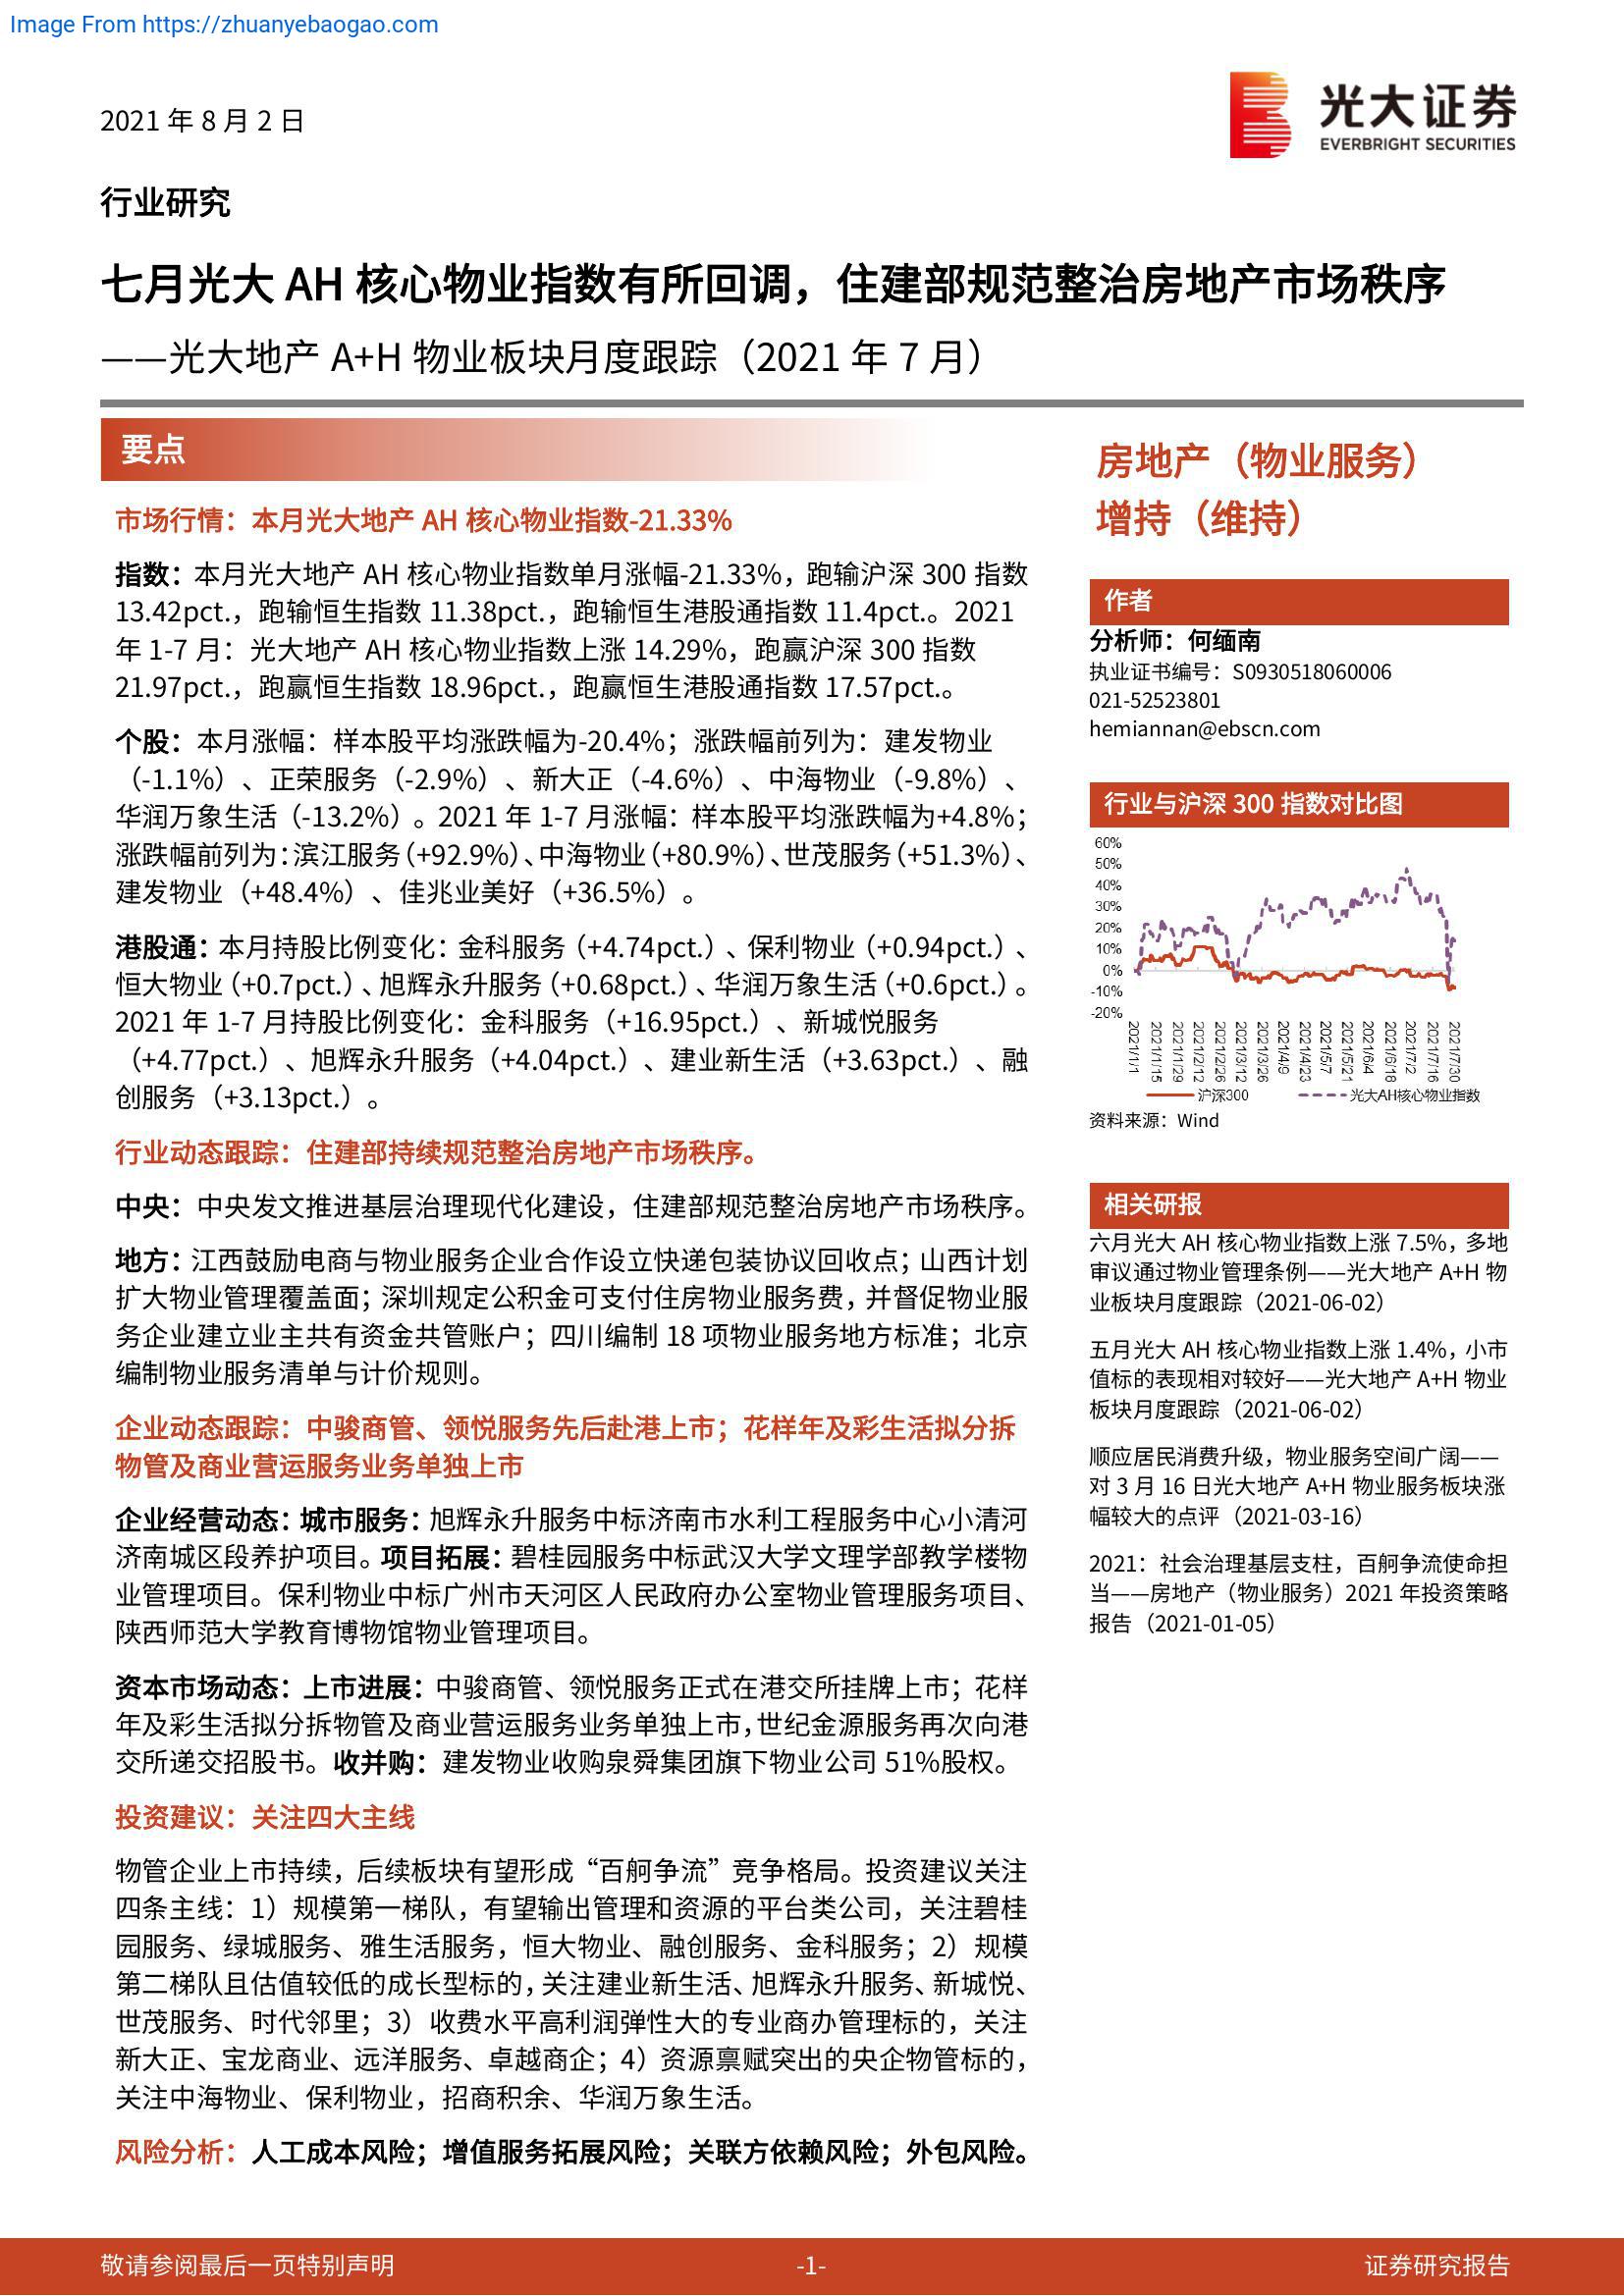 Image From https://zhuanyebaogao.com
2021 年 8 月 2 日
光大证券
EVERBRIGHT SECURITIES
行业研究
七月光大 AH 核心物业指数有所回调，住建部规范整治房地产市场秩序
——光大地产 A+H 物业板块月度跟踪（2021 年 7 月）
要点
市场行情：本月光大地产 AH 核心物业指数-21.33%
指数：本月光大地产 AH 核心物业指数单月涨幅-21.33%，跑输沪深 300 指数
13.42pct.，跑输恒生指数 11.38pct.，跑输恒生港股通指数 11.4pct.。2021
年 1-7 月：光大地产 AH 核心物业指数上涨 14.29%，跑赢沪深 300 指数
21.97pct.，跑赢恒生指数 18.96pct.，跑赢恒生港股通指数 17.57pct.。
个股：本月涨幅：样本股平均涨跌幅为-20.4%；涨跌幅前列为：建发物业
（-1.1%）、正荣服务（-2.9%）、新大正（-4.6%）、中海物业（-9.8%）、
华润万象生活（-13.2%）。2021 年 1-7 月涨幅：样本股平均涨跌幅为+4.8%；
涨跌幅前列为：滨江服务（+92.9%）、中海物业（+80.9%）、世茂服务（+51.3%）、
建发物业（+48.4%）、佳兆业美好（+36.5%）。
港股通：本月持股比例变化：金科服务（+4.74pct.）、保利物业（+0.94pct.）、
恒大物业（+0.7pct.）、旭辉永升服务（+0.68pct.）、华润万象生活（+0.6pct.）。
2021 年 1-7 月持股比例变化：金科服务（+16.95pct.）、新城悦服务
（+4.77pct.）、旭辉永升服务（+4.04pct.）、建业新生活（+3.63pct.）、融
创服务（+3.13pct.）。
行业动态跟踪：住建部持续规范整治房地产市场秩序。
中央：中央发文推进基层治理现代化建设，住建部规范整治房地产市场秩序。
地方：江西鼓励电商与物业服务企业合作设立快递包装协议回收点；山西计划
扩大物业管理覆盖面；深圳规定公积金可支付住房物业服务费，并督促物业服
务企业建立业主共有资金共管账户；四川编制 18 项物业服务地方标准；北京
编制物业服务清单与计价规则。
企业动态跟踪：中骏商管、领悦服务先后赴港上市；花样年及彩生活拟分拆
物管及商业营运服务业务单独上市
企业经营动态：城市服务：旭辉永升服务中标济南市水利工程服务中心小清河
济南城区段养护项目。项目拓展：碧桂园服务中标武汉大学文理学部教学楼物
业管理项目。保利物业中标广州市天河区人民政府办公室物业管理服务项目、
陕西师范大学教育博物馆物业管理项目。
资本市场动态：上市进展：中骏商管、领悦服务正式在港交所挂牌上市；花样
年及彩生活拟分拆物管及商业营运服务业务单独上市，世纪金源服务再次向港
交所递交招股书。收并购：建发物业收购泉舜集团旗下物业公司 51%股权。
投资建议：关注四大主线
物管企业上市持续，后续板块有望形成“百舸争流”竞争格局。投资建议关注
四条主线：1）规模第一梯队，有望输出管理和资源的平台类公司，关注碧桂
园服务、绿城服务、雅生活服务，恒大物业、融创服务、金科服务；2）规模
第二梯队且估值较低的成长型标的，关注建业新生活、旭辉永升服务、新城悦、
世茂服务、时代邻里；3）收费水平高利润弹性大的专业商办管理标的，关注
新大正、宝龙商业、远洋服务、卓越商企；4）资源禀赋突出的央企物管标的，
关注中海物业、保利物业，招商积余、华润万象生活。
风险分析：人工成本风险；增值服务拓展风险；关联方依赖风险；外包风险。
房地产（物业服务）
增持（维持）
作者
分析师：何缅南
执业证书编号：S0930518060006
021-52523801
hemiannan@ebscn.com
行业与沪深 300 指数对比图
60%
50%
40%
30%
20%
10%
0%
-10%
-20%
2021/1/1
2021/1/15
2021/1/29
2021/2/12
2021/2/26
2021/3/12
2021/3/26
2021/4/9
2021/4/23
2021/5/7
2021/5/21
2021/6/4
2021/6/18
2021/7/2
2021/7/16
2021/7/30
沪深300
光大AH核心物业指数
资料来源：Wind
相关研报
六月光大 AH 核心物业指数上涨 7.5%，多地
审议通过物业管理条例——光大地产 A+H 物
业板块月度跟踪（2021-06-02）
五月光大 AH 核心物业指数上涨 1.4%，小市
值标的表现相对较好——光大地产 A+H 物业
板块月度跟踪（2021-06-02）
顺应居民消费升级，物业服务空间广阔——
对 3 月 16 日光大地产 A+H 物业服务板块涨
幅较大的点评（2021-03-16）
2021：社会治理基层支柱，百舸争流使命担
当——房地产（物业服务）2021 年投资策略
报告（2021-01-05）
敬请参阅最后一页特别声明
-1-
证券研究报告